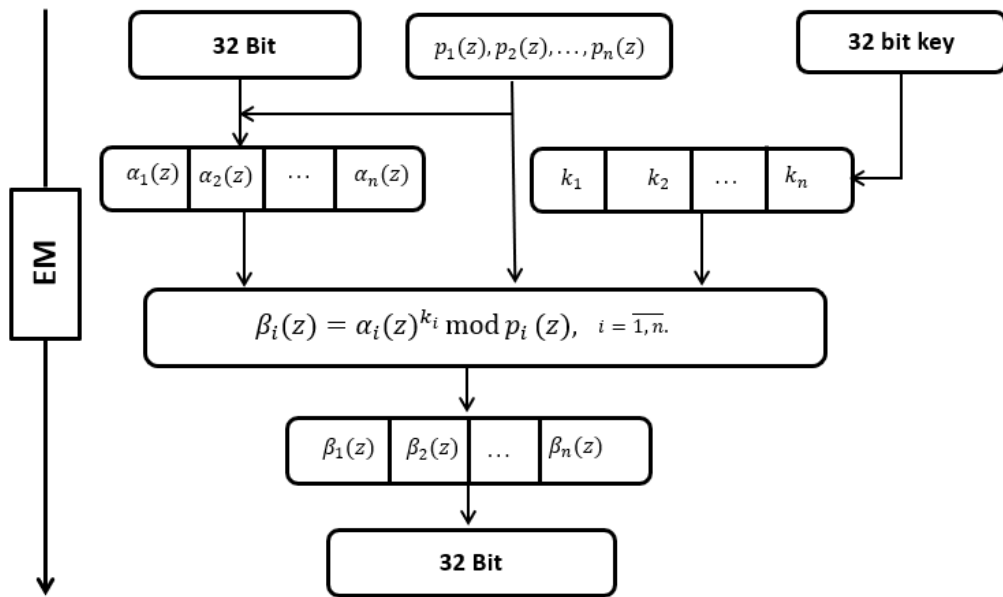 32 Bit
p₁(z), p₂(z), …, pₙ(z)
32 bit key
α₁(z) α₂(z) … αₙ(z)
k₁ k₂ … kₙ
EM
βᵢ(z) = αᵢ(z)^{kᵢ} mod pᵢ (z), i = \overline{1, n}.
β₁(z) β₂(z) … βₙ(z)
32 Bit